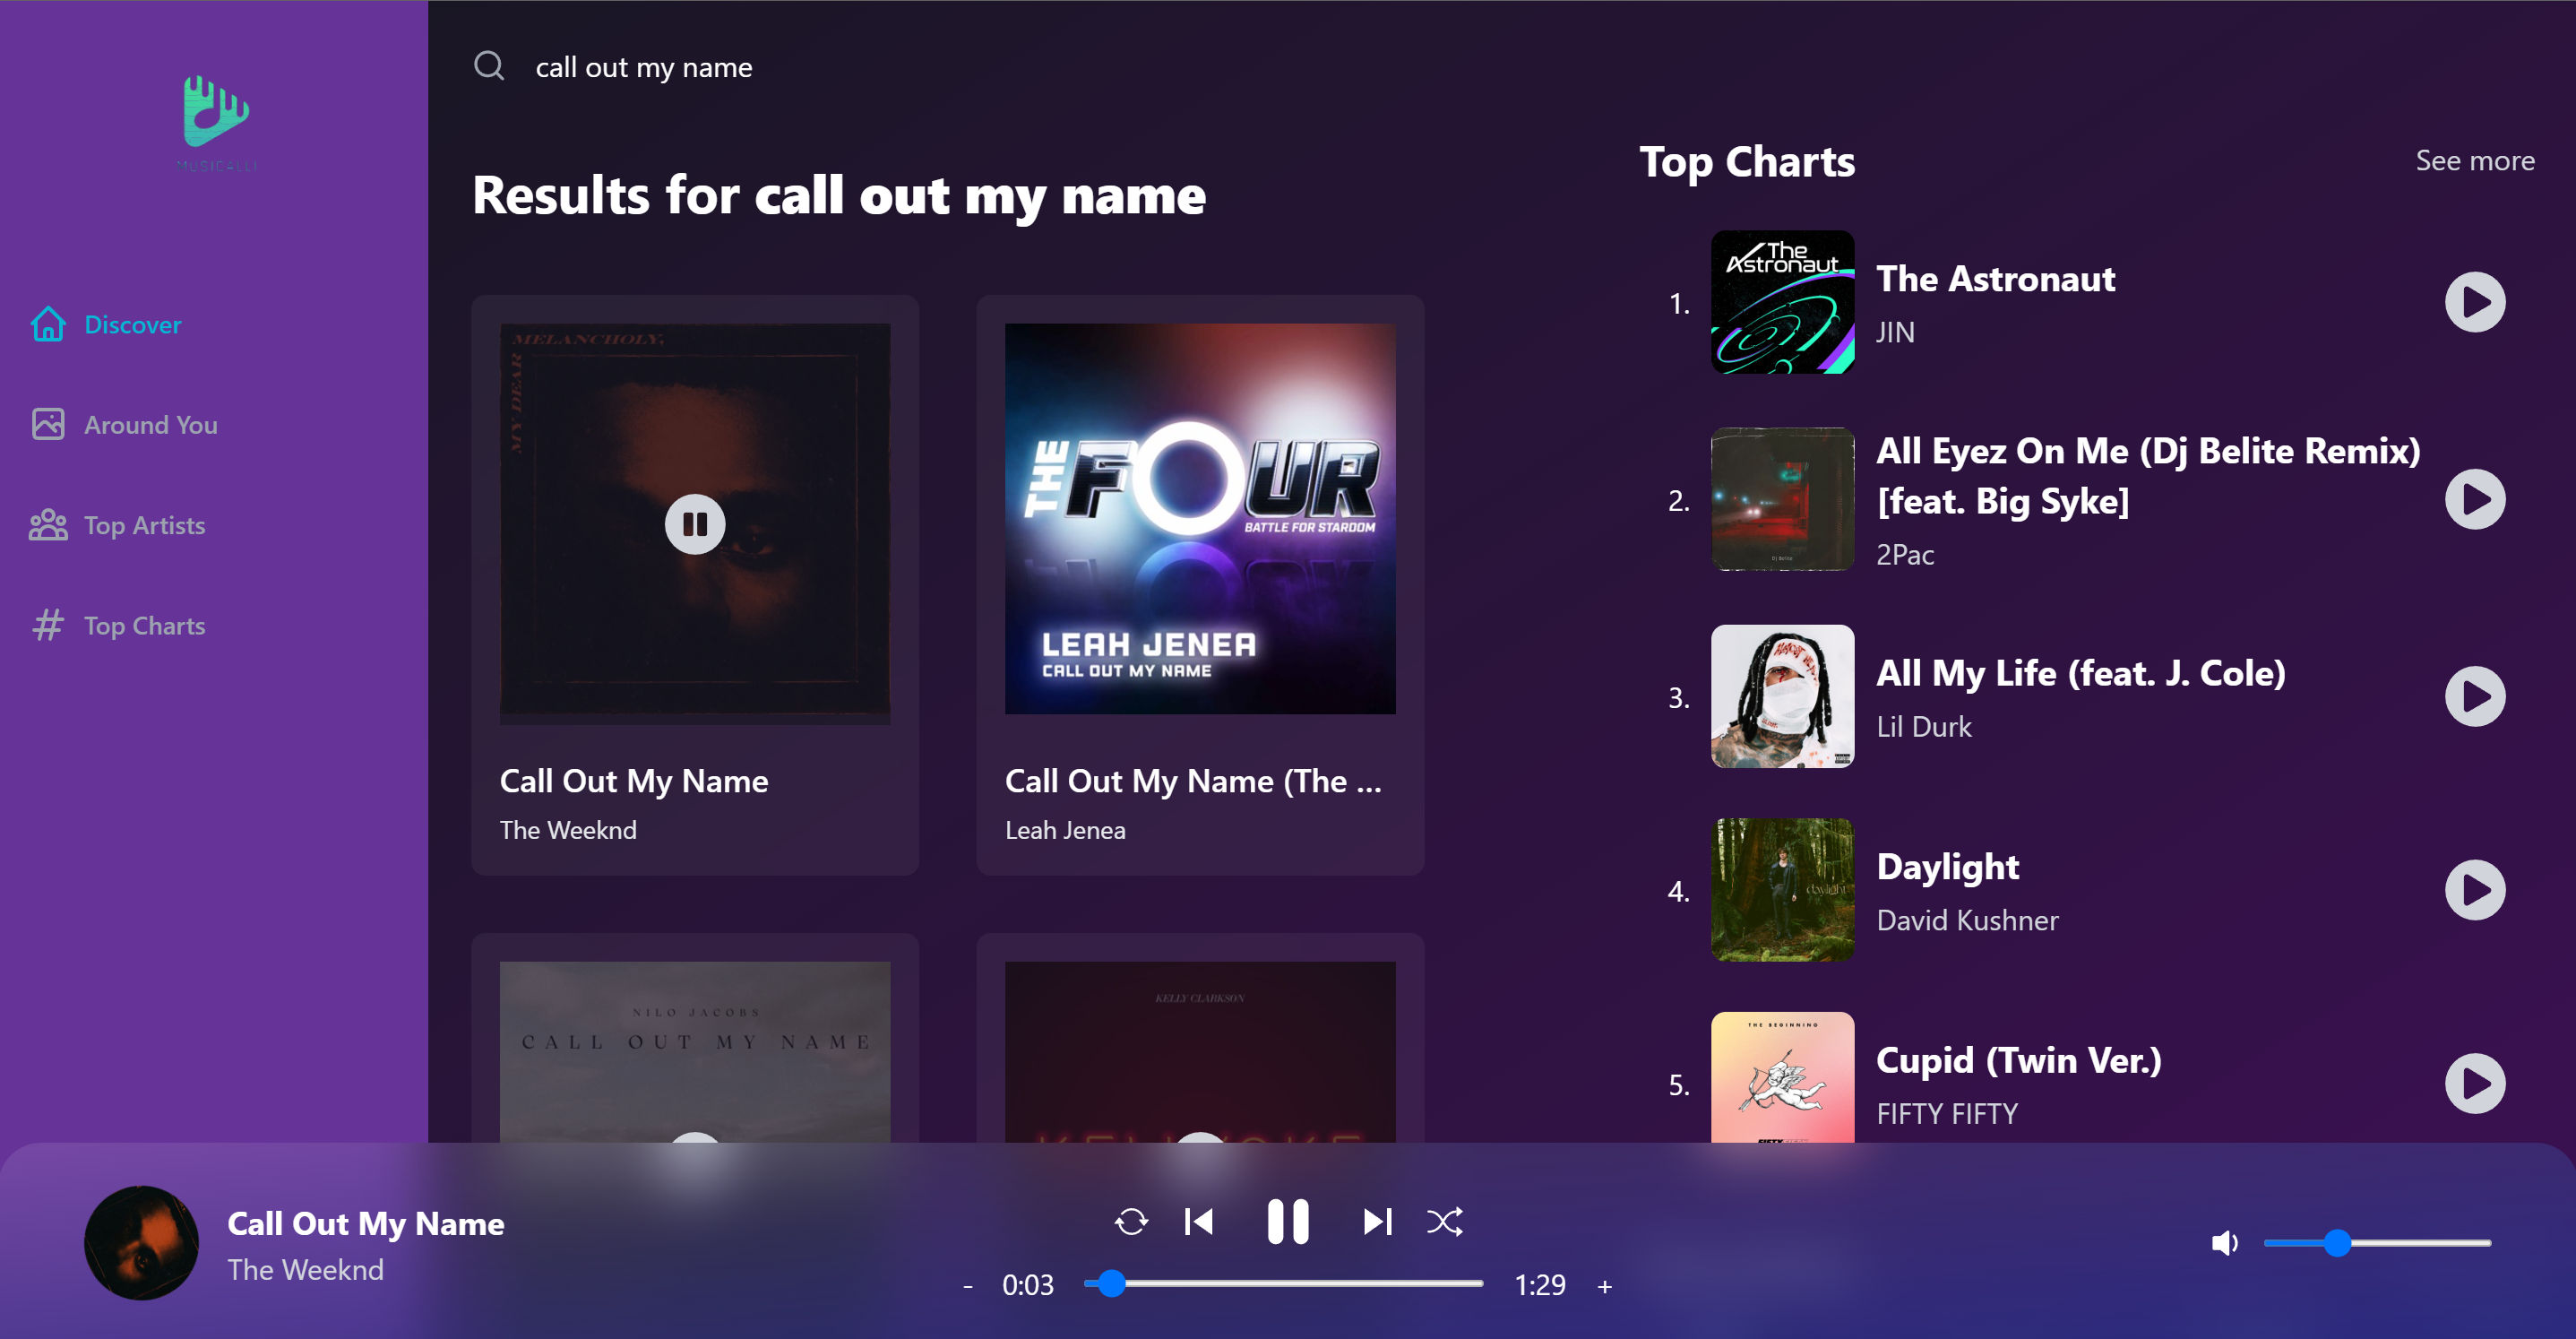 MUSICALLI
Discover
Around You
Top Artists
Top Charts
call out my name
Results for call out my name
MELANCHOLY,
MY DEAR
Call Out My Name
The Weeknd
THE FOUR
BATTLE FOR STARDOM
LEAH JENEA
CALL OUT MY NAME
Call Out My Name (The ...
Leah Jenea
NILO JACOBS
CALL OUT MY NAME
KELLY CLARKSON
Top Charts
See more
1.
The Astronaut
The Astronaut
JIN
2.
Dj Belite
All Eyez On Me (Dj Belite Remix)
[feat. Big Syke]
2Pac
3.
All My Life (feat. J. Cole)
Lil Durk
4.
daylight
Daylight
David Kushner
5.
THE BEGINNING
Cupid (Twin Ver.)
FIFTY FIFTY
Call Out My Name
The Weeknd
- 0:03 1:29 +